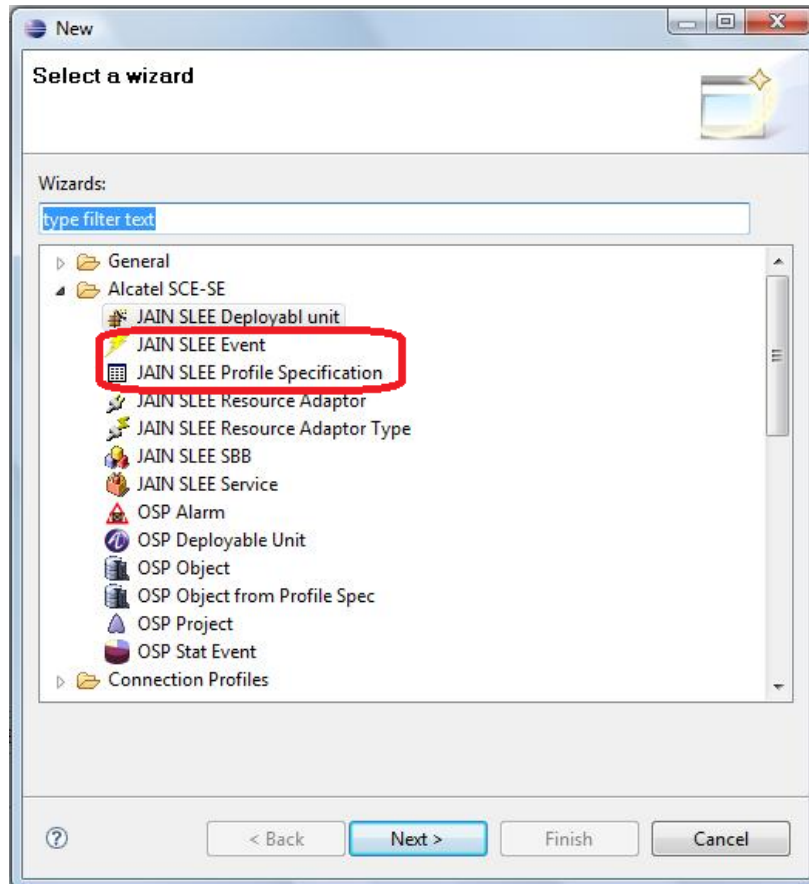 New
Select a wizard
Wizards:
type filter text
General
Alcatel SCE-SE
JAIN SLEE Deployabl unit
JAIN SLEE Event
JAIN SLEE Profile Specification
JAIN SLEE Resource Adaptor
JAIN SLEE Resource Adaptor Type
JAIN SLEE SBB
JAIN SLEE Service
OSP Alarm
OSP Deployable Unit
OSP Object
OSP Object from Profile Spec
OSP Project
OSP Stat Event
Connection Profiles
? < Back Next > Finish Cancel